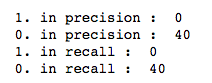 1. in precision :  0
0. in precision :  40
1. in recall :  0
0. in recall :  40